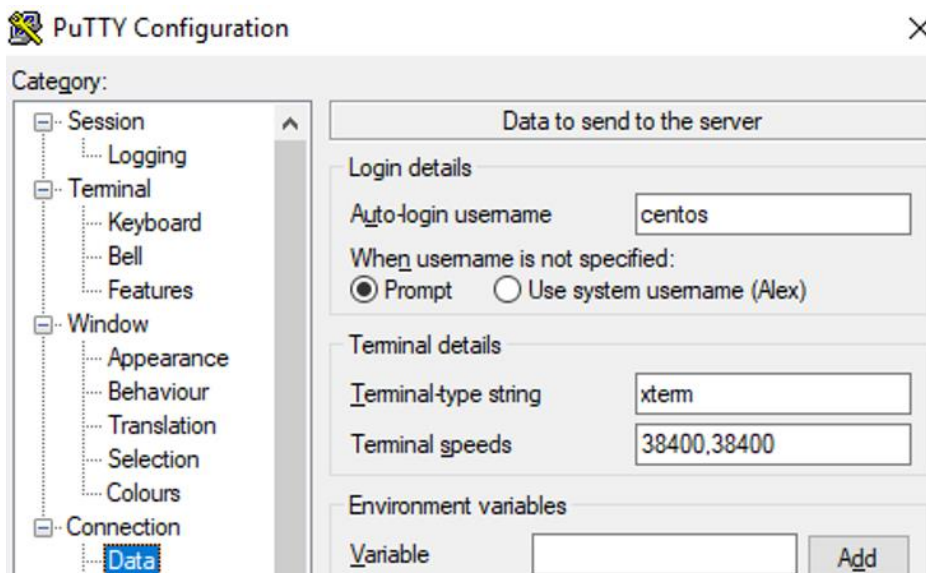 PuTTY Configuration
Category:
Session
Logging
Terminal
Keyboard
Bell
Features
Window
Appearance
Behaviour
Translation
Selection
Colours
Connection
Data
Data to send to the server
Login details
Auto-login username centos
When username is not specified:
Prompt Use system username (Alex)
Terminal details
Terminal-type string xterm
Terminal speeds 38400,38400
Environment variables
Variable Add